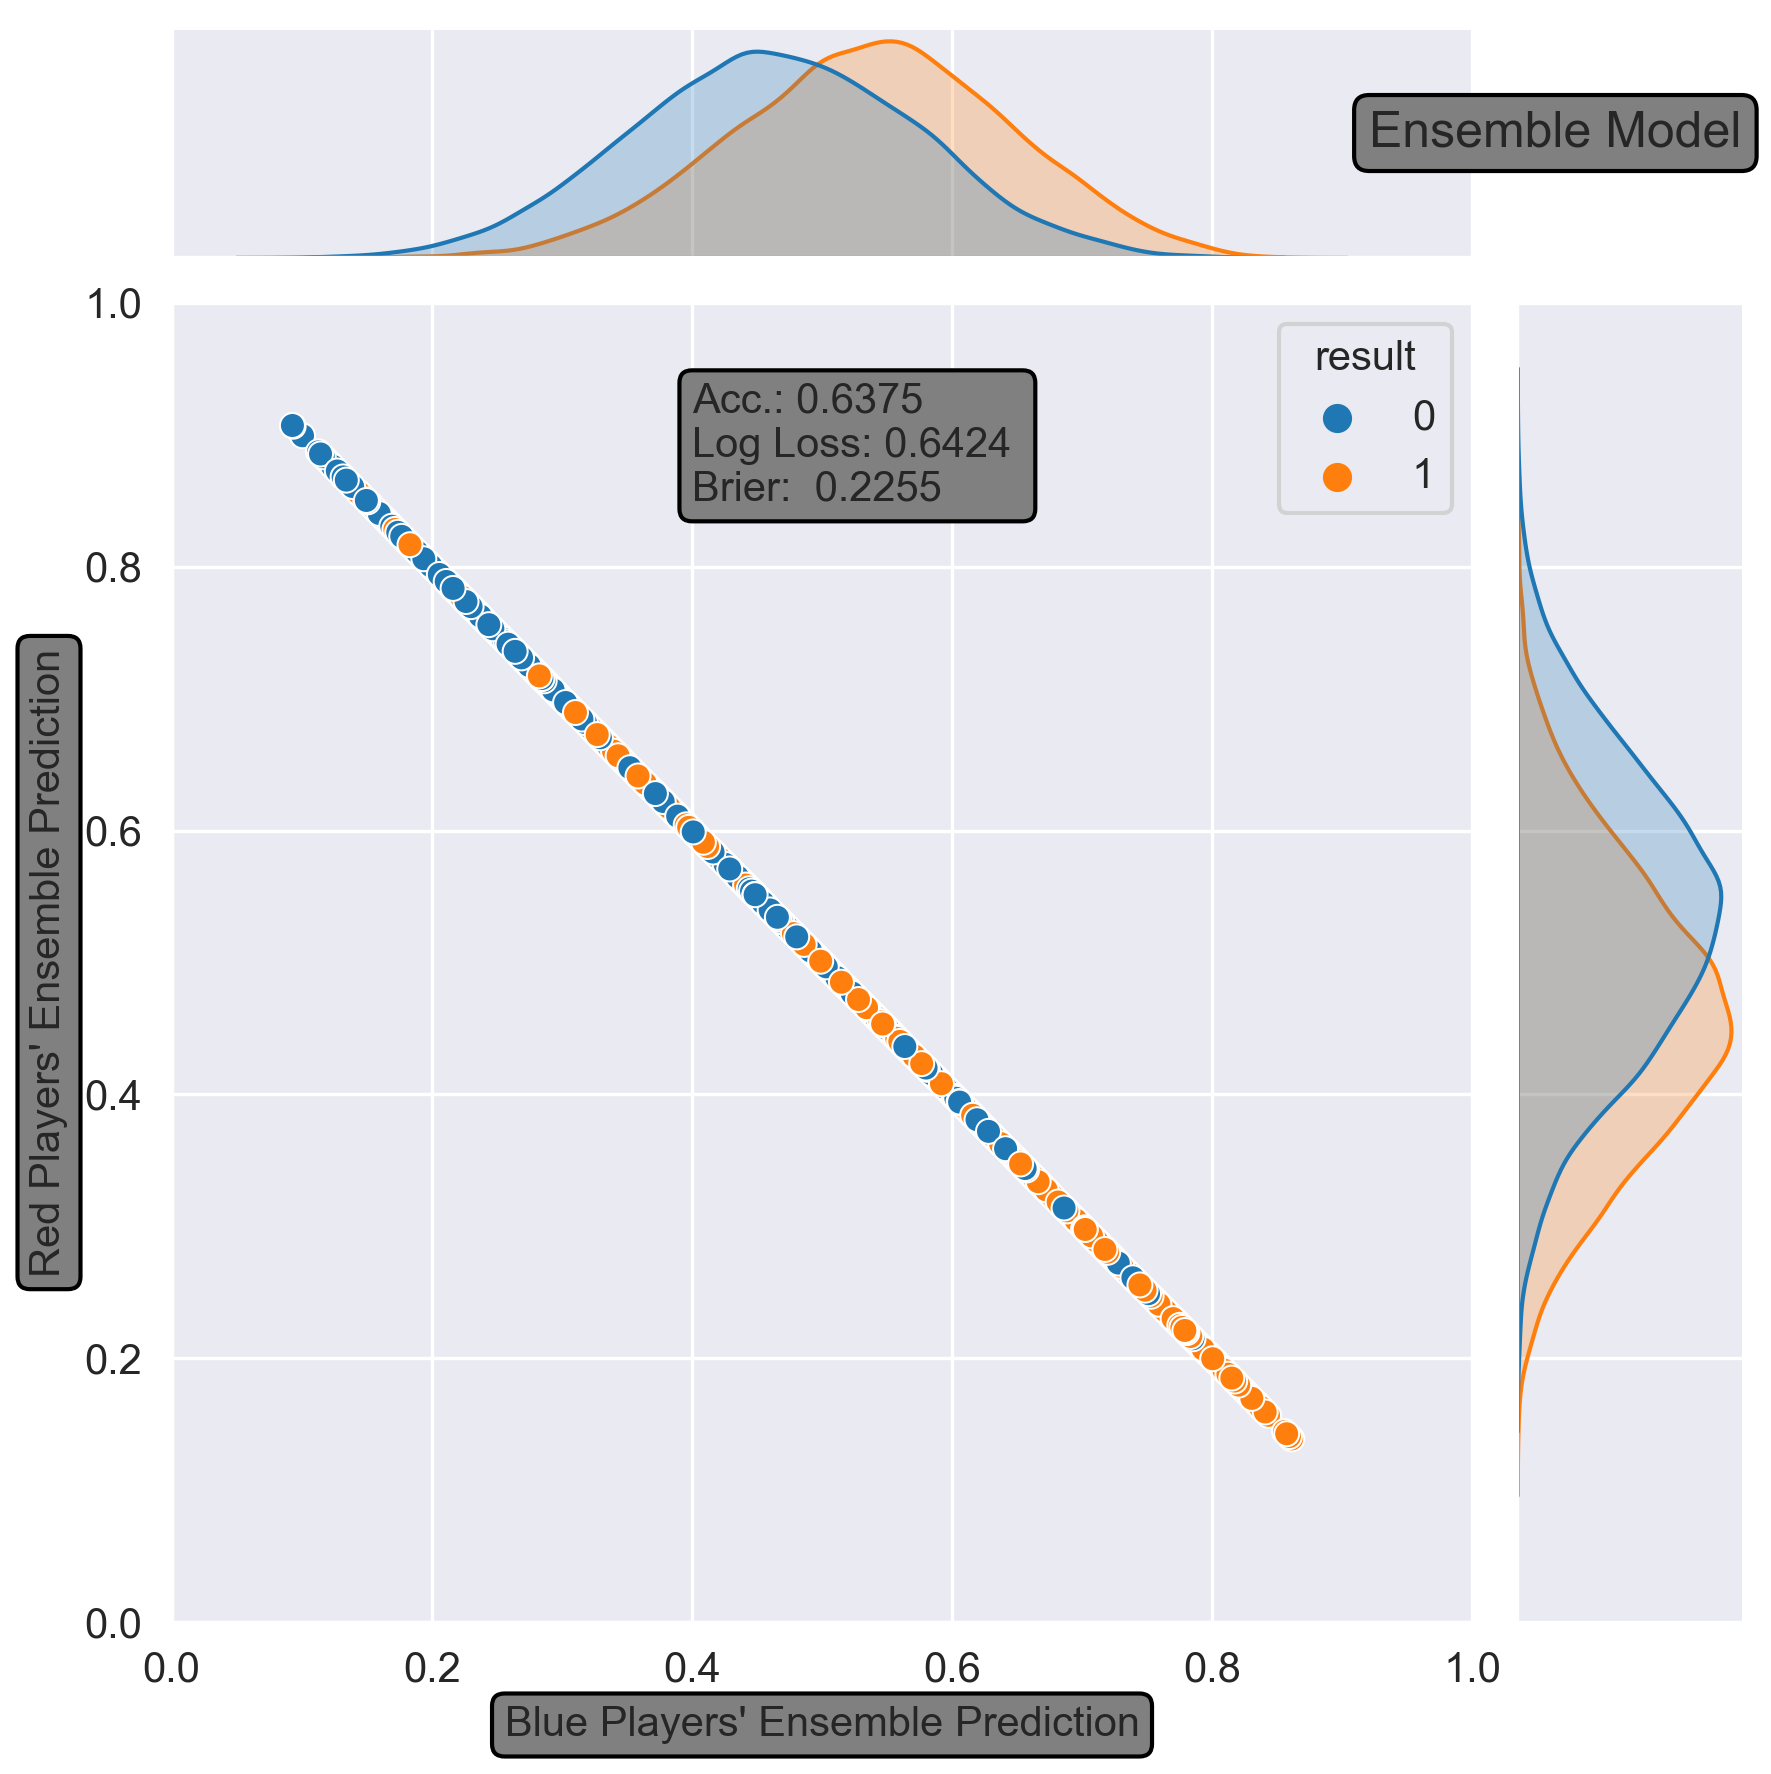 Ensemble Model
1.0
0.8
0.6
0.4
0.2
0.0
Red Players' Ensemble Prediction
Acc.: 0.6375
Log Loss: 0.6424
Brier:  0.2255
result
0
1
0.0 0.2 0.4 0.6 0.8 1.0
Blue Players' Ensemble Prediction